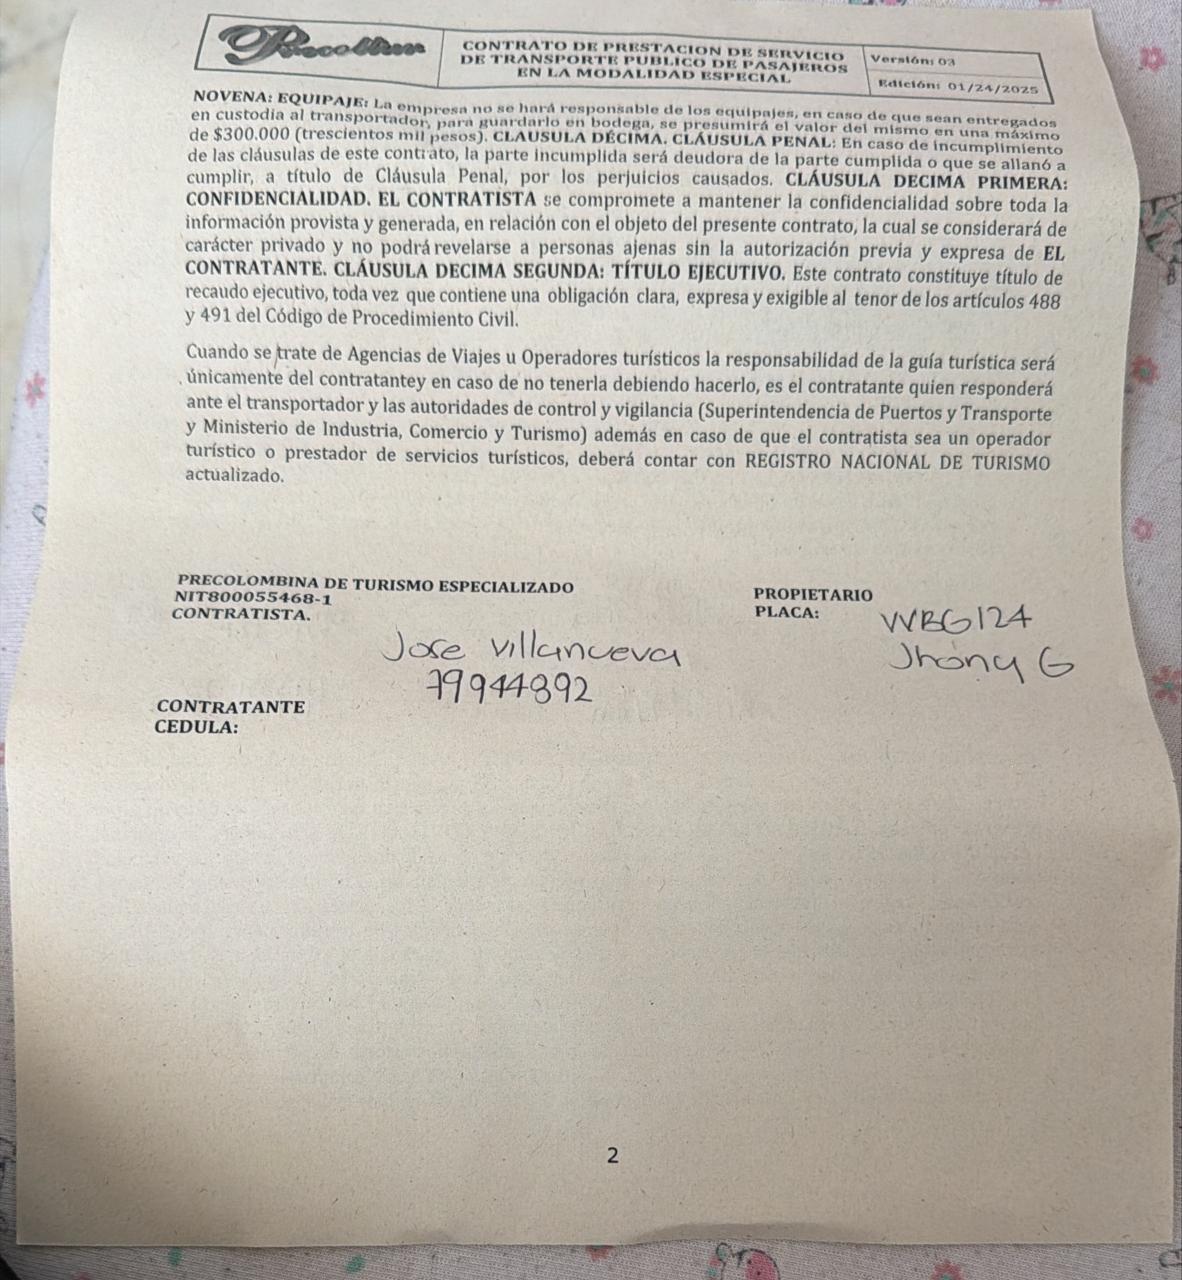 Precoltur
CONTRATO DE PRESTACION DE SERVICIO
DE TRANSPORTE PUBLICO DE PASAJEROS
EN LA MODALIDAD ESPECIAL
Versión: 03
Edición: 01/24/2025
NOVENA: EQUIPAJE: La empresa no se hará responsable de los equipajes, en caso de que sean entregados
en custodia al transportador, para guardarlo en bodega, se presumirá el valor del mismo en una máximo
de $300.000 (trescientos mil pesos). CLAUSULA DÉCIMA. CLÁUSULA PENAL: En caso de incumplimiento
de las cláusulas de este contrato, la parte incumplida será deudora de la parte cumplida o que se allanó a
cumplir, a título de Cláusula Penal, por los perjuicios causados. CLÁUSULA DECIMA PRIMERA:
CONFIDENCIALIDAD. EL CONTRATISTA se compromete a mantener la confidencialidad sobre toda la
información provista y generada, en relación con el objeto del presente contrato, la cual se considerará de
carácter privado y no podrá revelarse a personas ajenas sin la autorización previa y expresa de EL
CONTRATANTE. CLÁUSULA DECIMA SEGUNDA: TÍTULO EJECUTIVO. Este contrato constituye título de
recaudo ejecutivo, toda vez que contiene una obligación clara, expresa y exigible al tenor de los artículos 488
y 491 del Código de Procedimiento Civil.
Cuando se trate de Agencias de Viajes u Operadores turísticos la responsabilidad de la guía turística será
únicamente del contratantey en caso de no tenerla debiendo hacerlo, es el contratante quien responderá
ante el transportador y las autoridades de control y vigilancia (Superintendencia de Puertos y Transporte
y Ministerio de Industria, Comercio y Turismo) además en caso de que el contratista sea un operador
turístico o prestador de servicios turísticos, deberá contar con REGISTRO NACIONAL DE TURISMO
actualizado.
PRECOLOMBINA DE TURISMO ESPECIALIZADO
NIT800055468-1
CONTRATISTA.
PROPIETARIO
PLACA: WBG124
Jhony G
Jose Villanueva
79944892
CONTRATANTE
CEDULA:
2